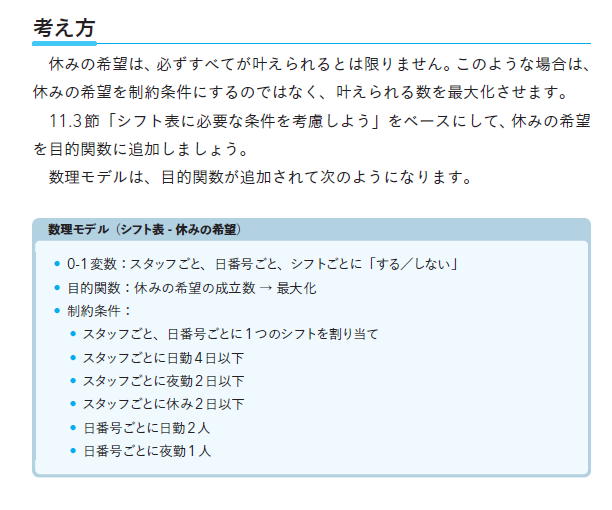 考え方
休みの希望は、必ずすべてが叶えられるとは限りません。このような場合は、
休みの希望を制約条件にするのではなく、叶えられる数を最大化させます。
11.3節「シフト表に必要な条件を考慮しよう」をベースにして、休みの希望
を目的関数に追加しましょう。
数理モデルは、目的関数が追加されて次のようになります。
数理モデル（シフト表 - 休みの希望）
• 0-1変数：スタッフごと、日番号ごと、シフトごとに「する／しない」
• 目的関数：休みの希望の成立数 → 最大化
• 制約条件：
• スタッフごと、日番号ごとに1つのシフトを割り当て
• スタッフごとに日勤4日以下
• スタッフごとに夜勤2日以下
• スタッフごとに休み2日以下
• 日番号ごとに日勤2人
• 日番号ごとに夜勤1人